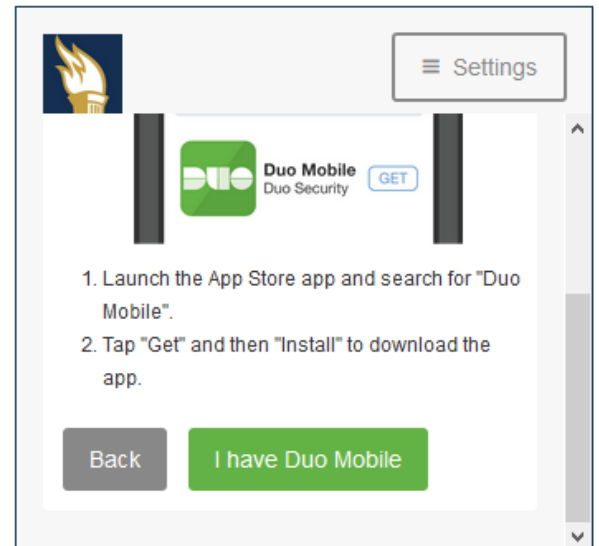 ≡ Settings
DUO
Duo Mobile
Duo Security
GET
1. Launch the App Store app and search for "Duo
Mobile".
2. Tap "Get" and then "Install" to download the
app.
Back
I have Duo Mobile